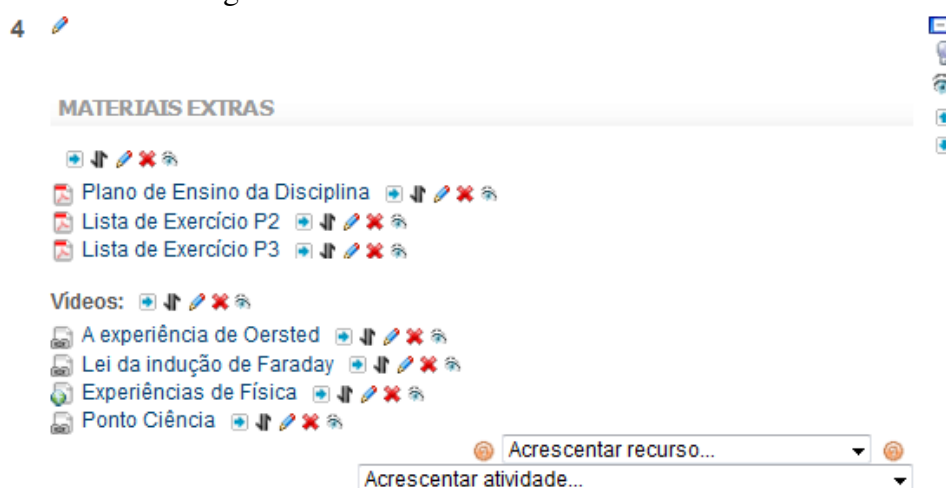 4
MATERIAIS EXTRAS
Plano de Ensino da Disciplina
Lista de Exercício P2
Lista de Exercício P3
Vídeos:
A experiência de Oersted
Lei da indução de Faraday
Experiências de Física
Ponto Ciência
Acrescentar recurso...
Acrescentar atividade...